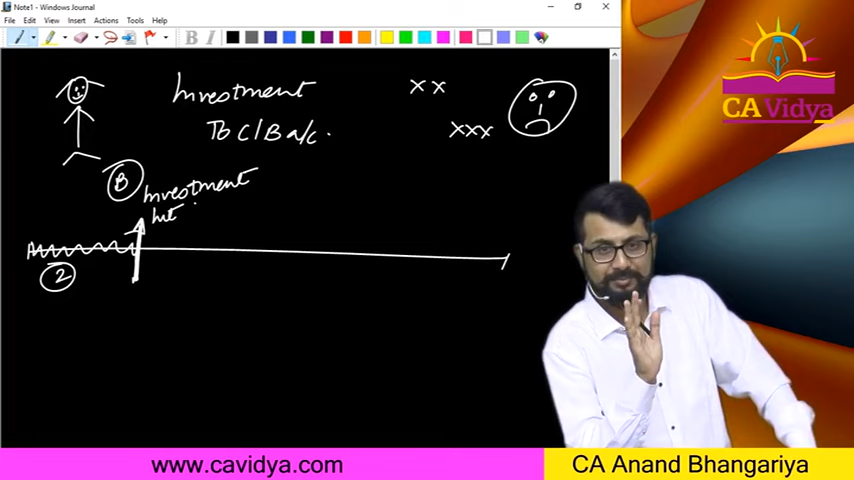 Note1 - Windows Journal
File Edit View Insert Actions Tools Help
B I
Investment XX
To C/B a/c. XXX
B Investment
2
CA Vidya
www.cavidya.com CA Anand Bhangariya